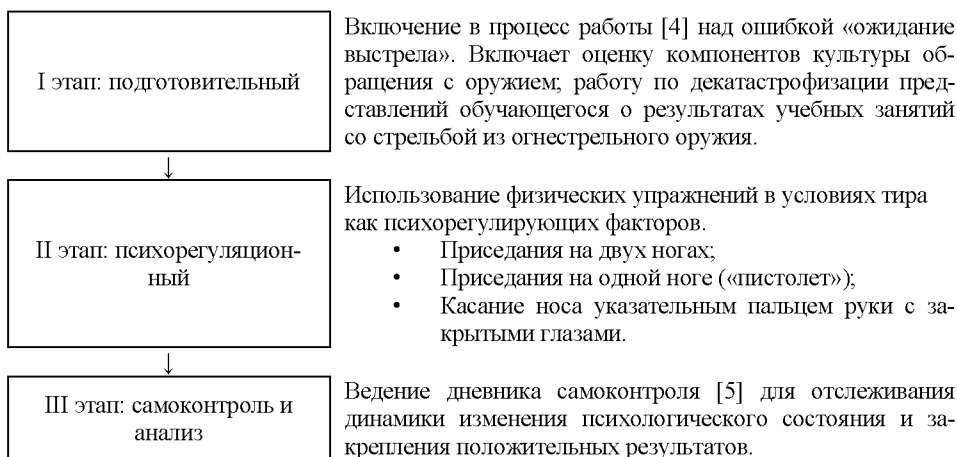 I этап: подготовительный
Включение в процесс работы [4] над ошибкой «ожидание
выстрела». Включает оценку компонентов культуры об-
ращения с оружием; работу по декатастрофизации пред-
ставлений обучающегося о результатах учебных занятий
со стрельбой из огнестрельного оружия.
↓
II этап: психорегуляцион-
ный
Использование физических упражнений в условиях тира
как психорегулирующих факторов.
• Приседания на двух ногах;
• Приседания на одной ноге («пистолет»);
• Касание носа указательным пальцем руки с за-
крытыми глазами.
↓
III этап: самоконтроль и
анализ
Ведение дневника самоконтроля [5] для отслеживания
динамики изменения психологического состояния и за-
крепления положительных результатов.